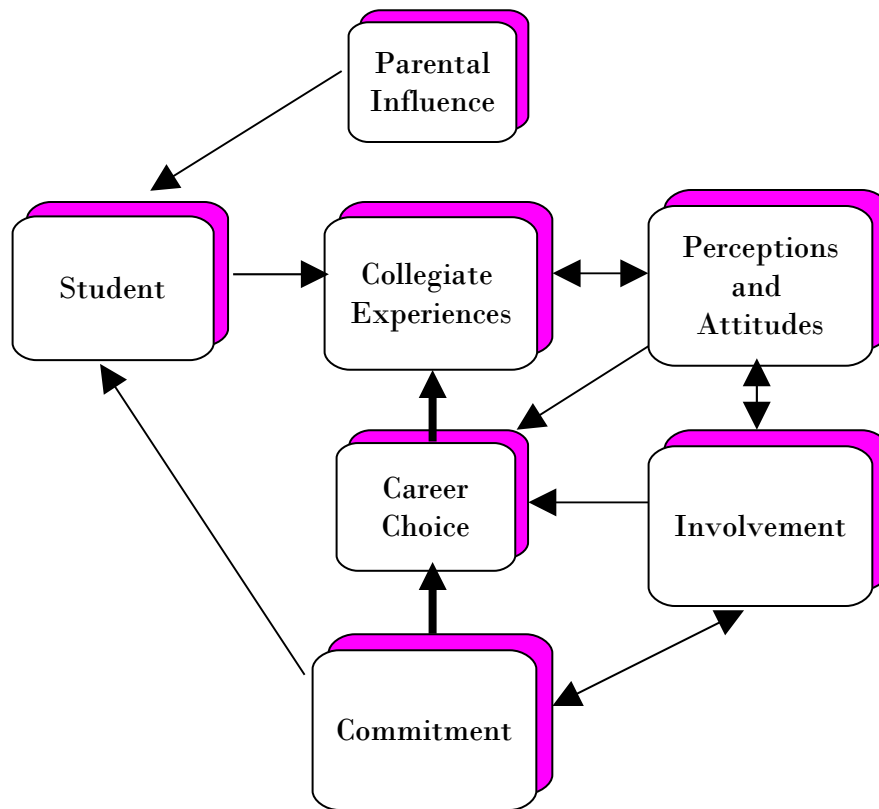 Parental
Influence
Student
Collegiate
Experiences
Perceptions
and
Attitudes
Career
Choice
Involvement
Commitment